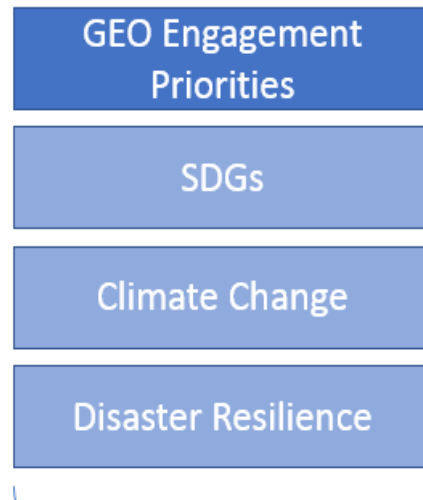 GEO Engagement
Priorities
SDGs
Climate Change
Disaster Resilience